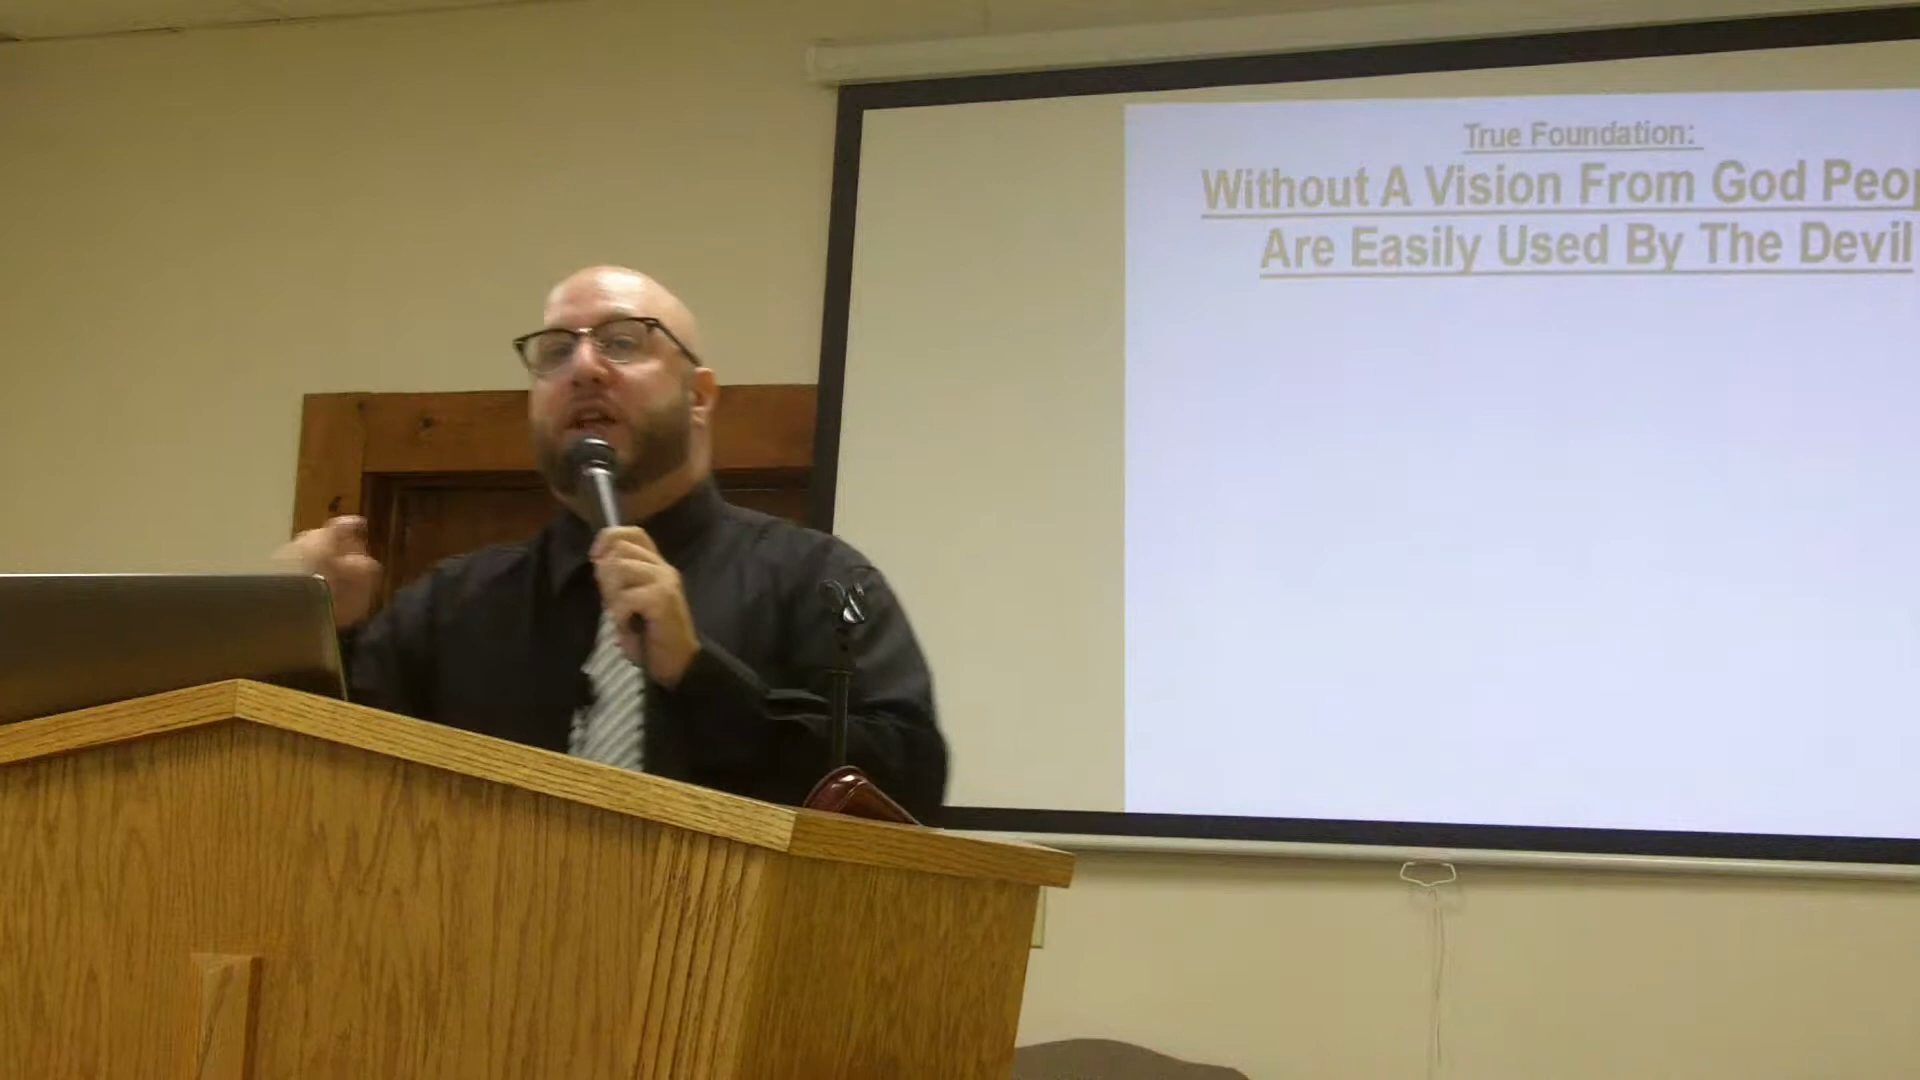 True Foundation:
Without A Vision From God Peop
Are Easily Used By The Devil